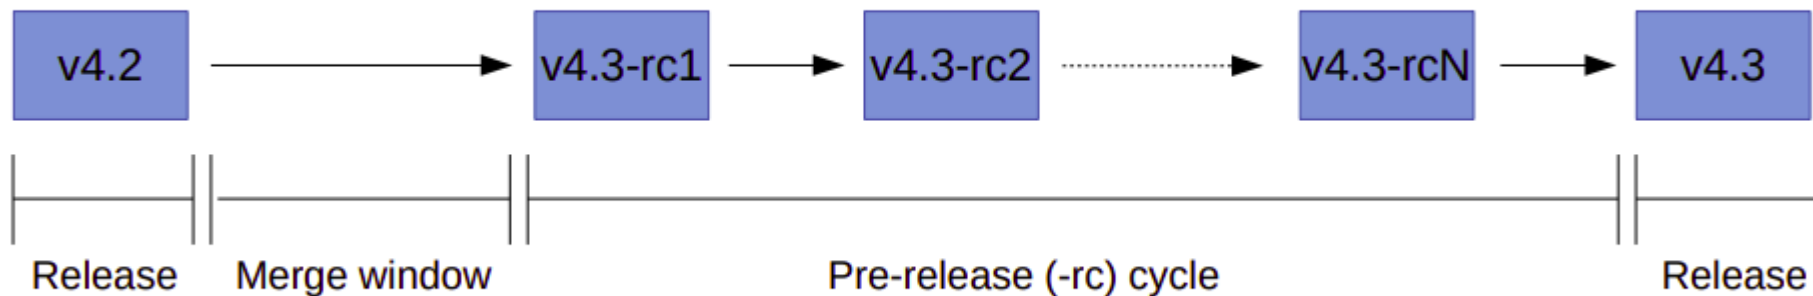 v4.2
v4.3-rc1
v4.3-rc2
v4.3-rcN
v4.3
Release
Merge window
Pre-release (-rc) cycle
Release